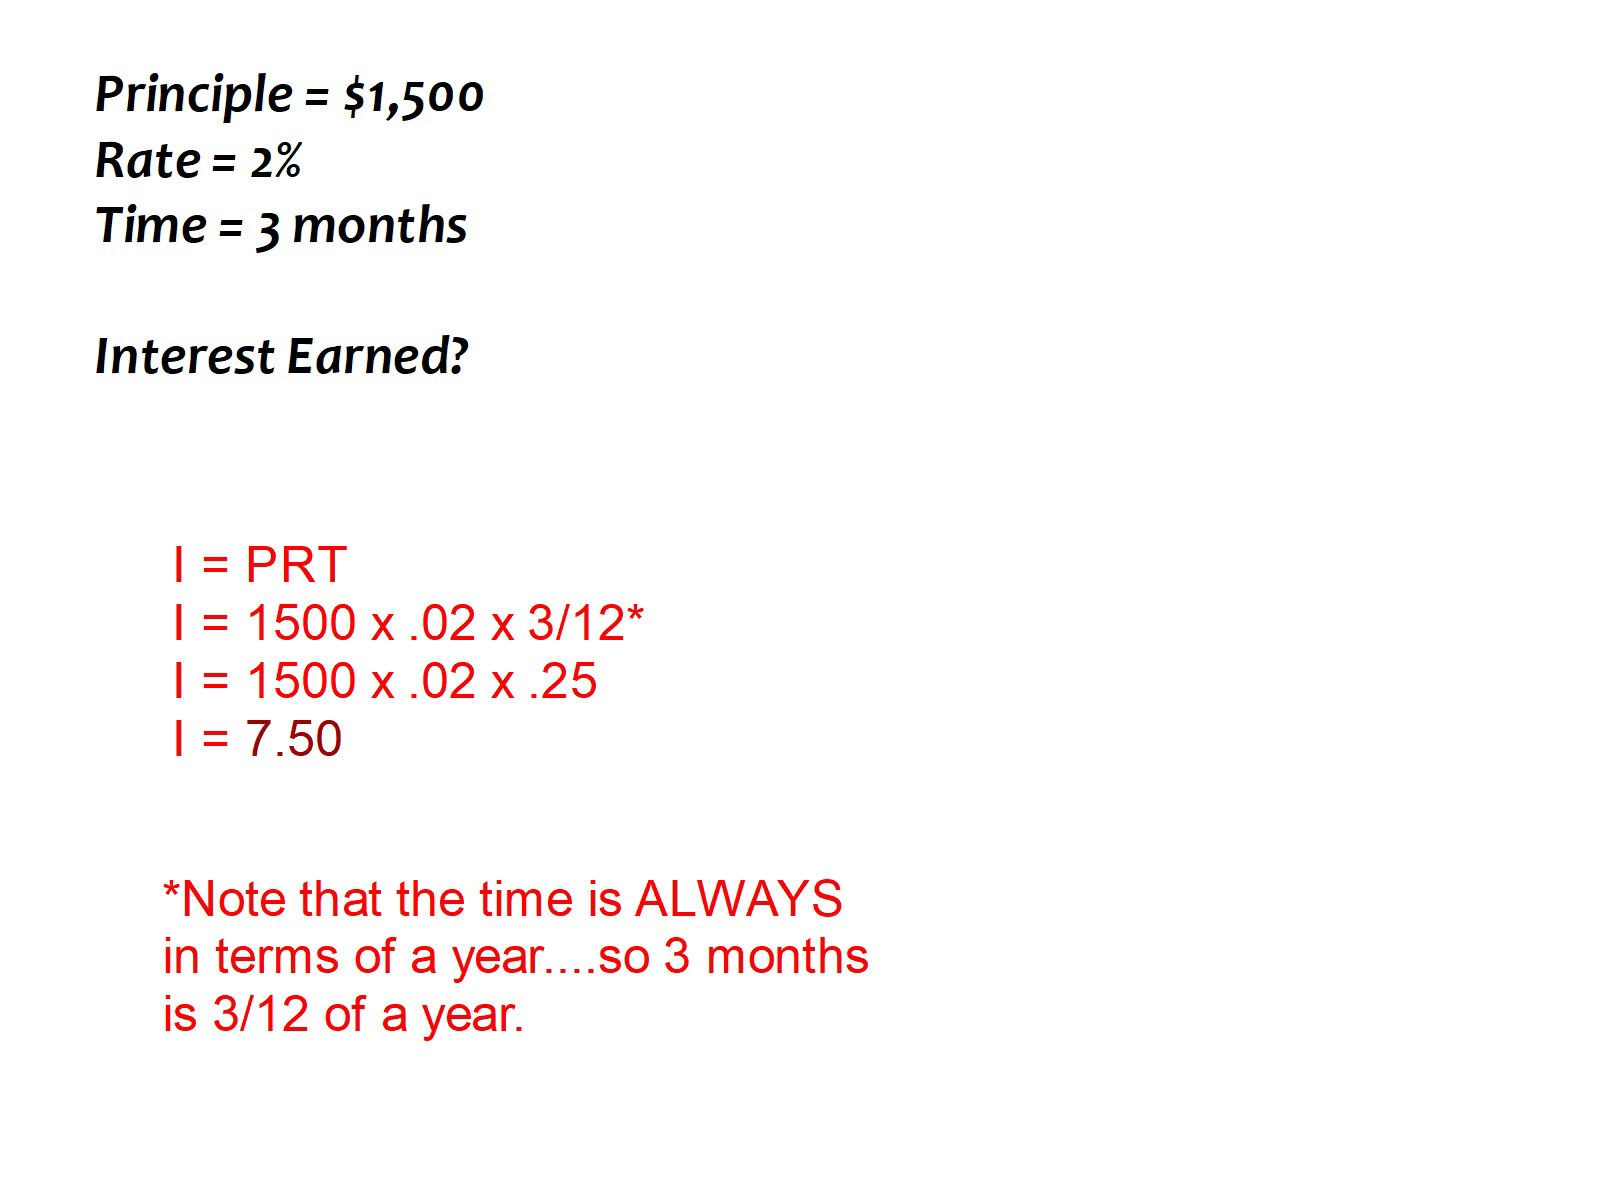 Principle = $1,500
Rate = 2%
Time = 3 months
Interest Earned?
I = PRT
I = 1500 x .02 x 3/12*
I = 1500 x .02 x .25
I = 7.50
*Note that the time is ALWAYS
in terms of a year....so 3 months
is 3/12 of a year.